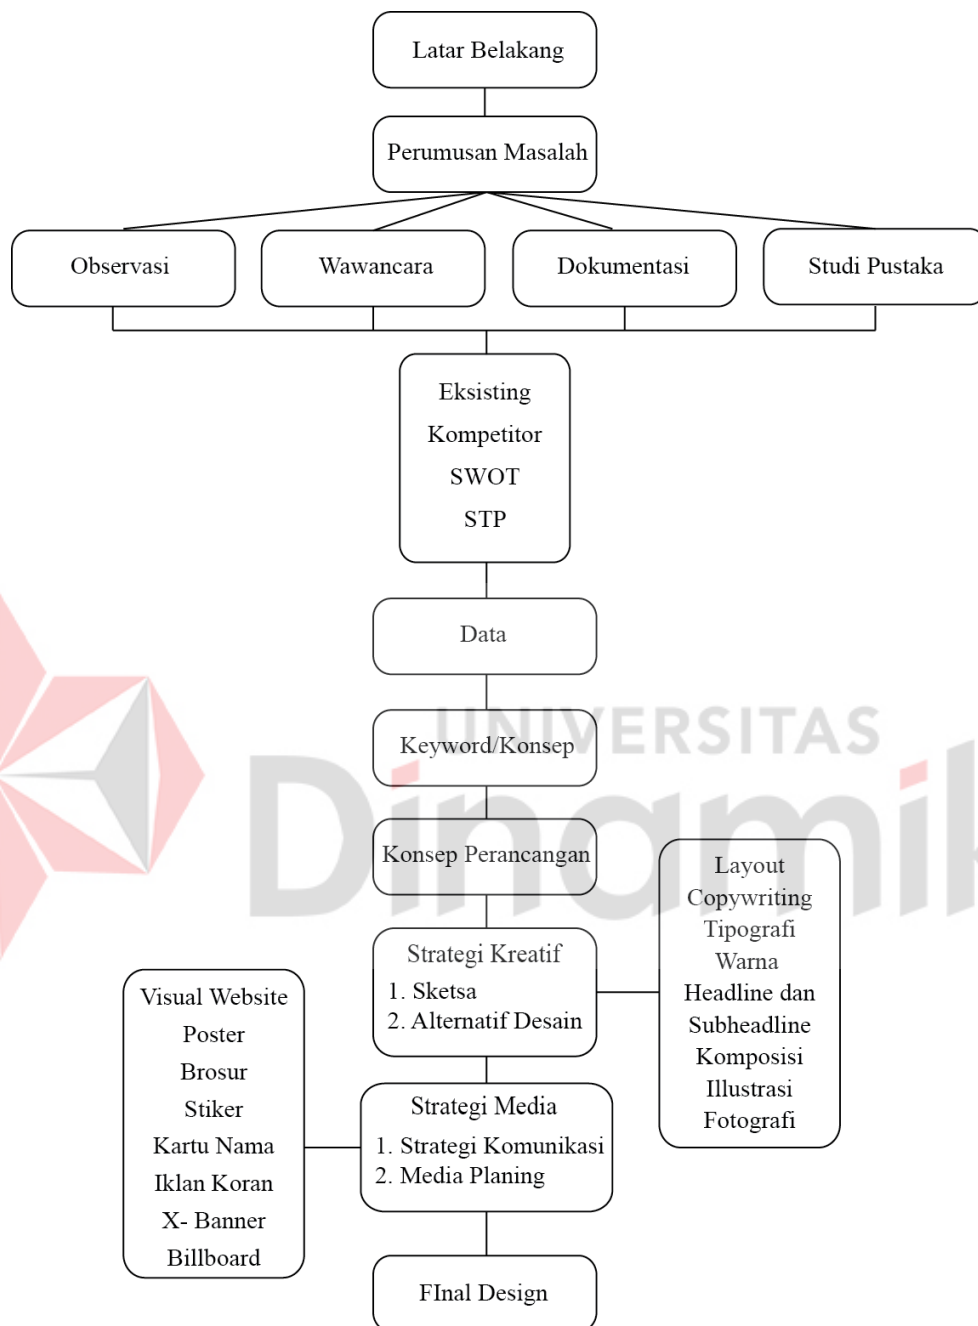 Latar Belakang
Perumusan Masalah
Observasi
Wawancara
Dokumentasi
Studi Pustaka
Eksisting
Kompetitor
SWOT
STP
Data
UNIVERSITAS
Dinamik
Keyword/Konsep
Konsep Perancangan
Strategi Kreatif
1. Sketsa
2. Alternatif Desain
Layout
Copywriting
Tipografi
Warna
Headline dan
Subheadline
Komposisi
Illustrasi
Fotografi
Visual Website
Poster
Brosur
Stiker
Kartu Nama
Iklan Koran
X- Banner
Billboard
Strategi Media
1. Strategi Komunikasi
2. Media Planing
FInal Design